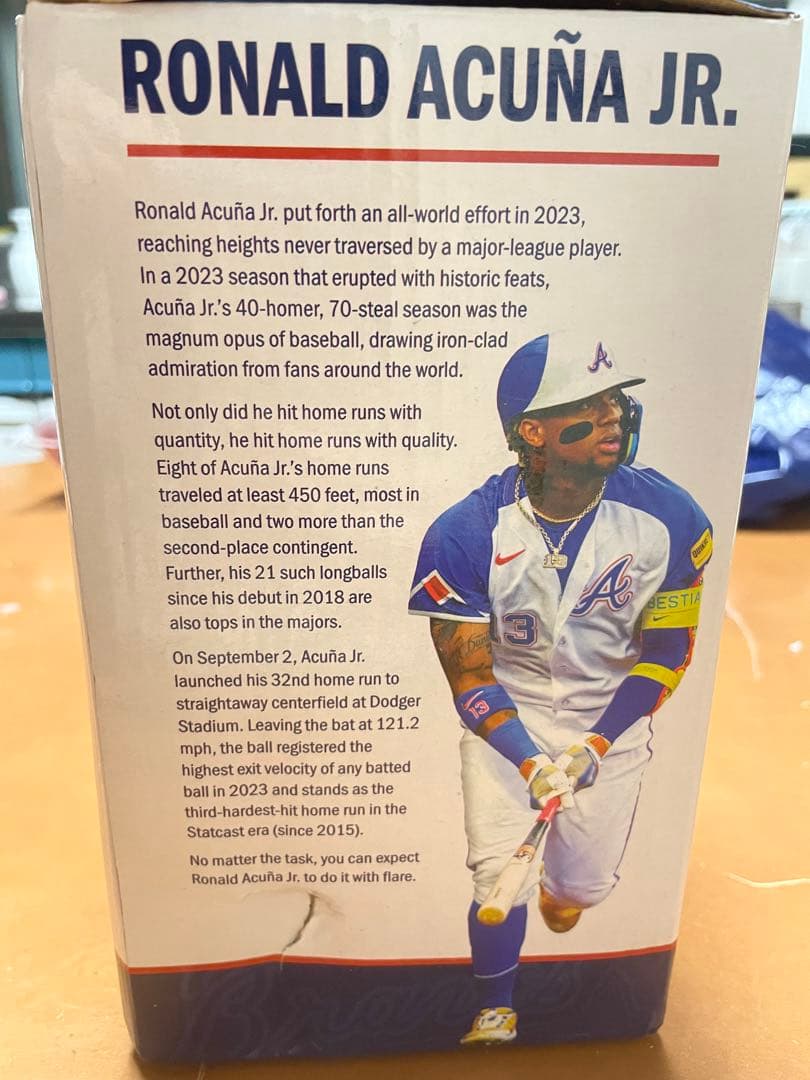 RONALD ACUÑA JR.
Ronald Acuña Jr. put forth an all-world effort in 2023,
reaching heights never traversed by a major-league player.
In a 2023 season that erupted with historic feats,
Acuña Jr.'s 40-homer, 70-steal season was the
magnum opus of baseball, drawing iron-clad
admiration from fans around the world.
Not only did he hit home runs with
quantity, he hit home runs with quality.
Eight of Acuña Jr.'s home runs
traveled at least 450 feet, most in
baseball and two more than the
second-place contingent.
Further, his 21 such longballs
since his debut in 2018 are
also tops in the majors.
On September 2, Acuña Jr.
launched his 32nd home run to
straightaway centerfield at Dodger
Stadium. Leaving the bat at 121.2
mph, the ball registered the
highest exit velocity of any batted
ball in 2023 and stands as the
third-hardest-hit home run in the
Statcast era (since 2015).
No matter the task, you can expect
Ronald Acuña Jr. to do it with flare.
A
A
QUIKRETE
BESTIA
13
13
Braves